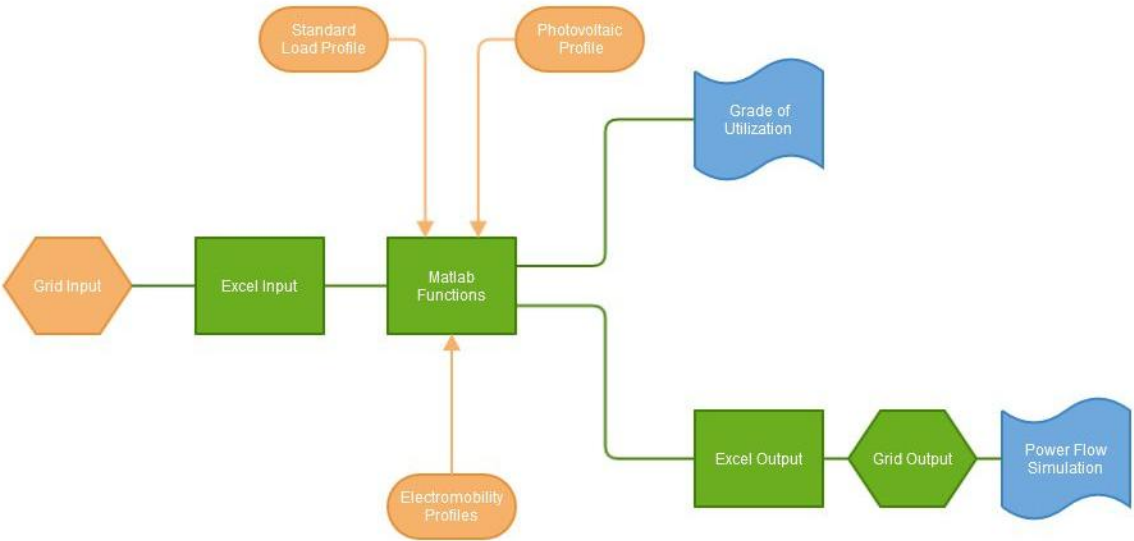 Standard
Load Profile
Photovoltaic
Profile
Grade of
Utilization
Grid Input
Excel Input
Matlab
Functions
Excel Output
Grid Output
Power Flow
Simulation
Electromobility
Profiles